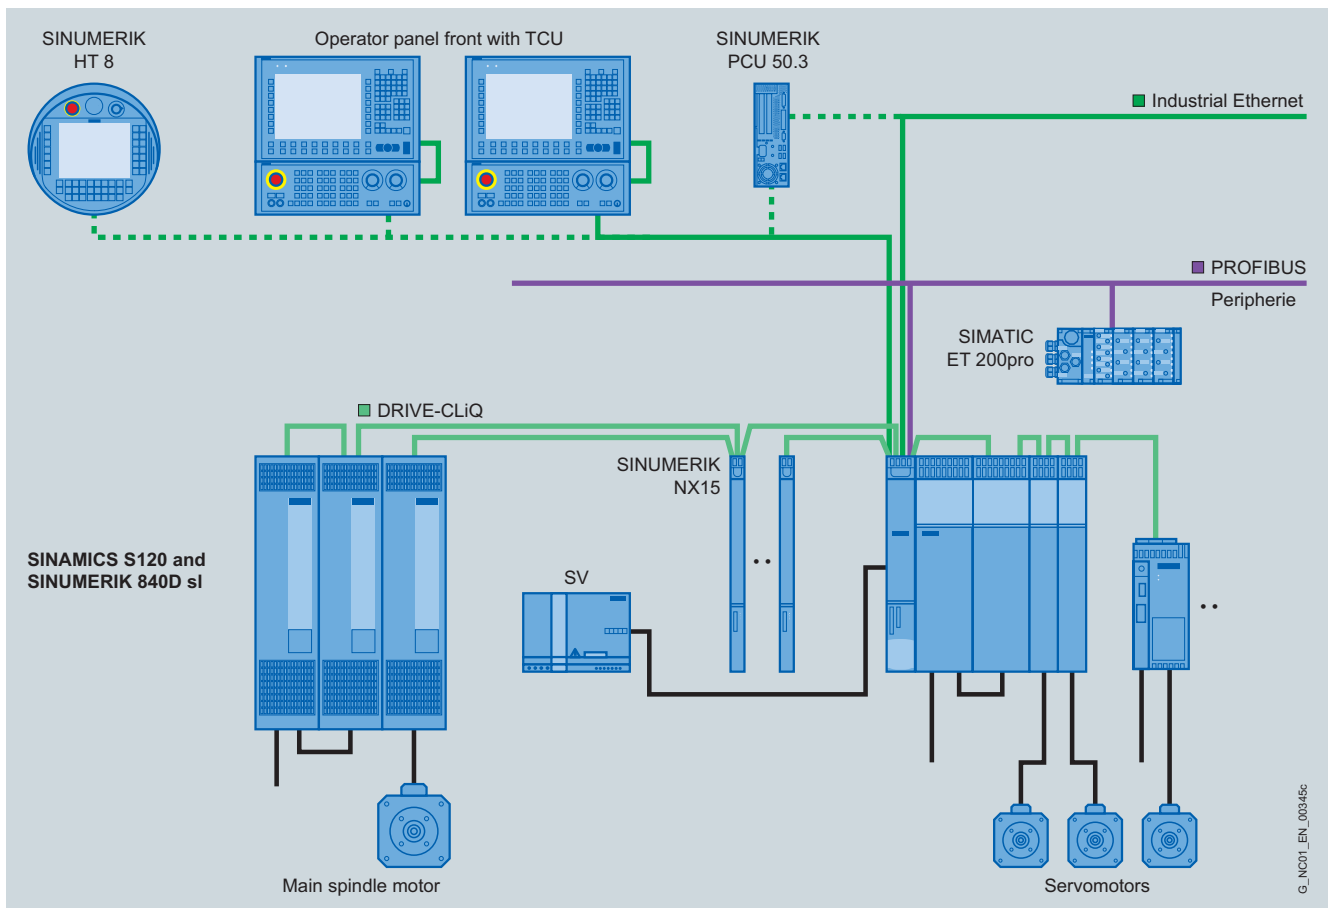 SINUMERIK
HT 8
Operator panel front with TCU
SINUMERIK
PCU 50.3
Industrial Ethernet
PROFIBUS
Peripherie
SIMATIC
ET 200pro
DRIVE-CLiQ
SINUMERIK
NX15
SINAMICS S120 and
SINUMERIK 840D sl
SV
Main spindle motor
Servomotors
G_NC01_EN_00345c